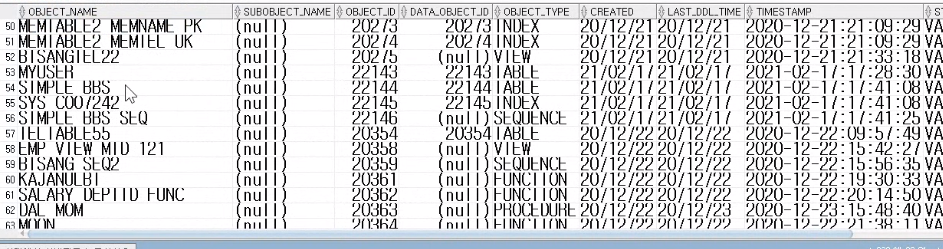 OBJECT_NAME SUBOBJECT_NAME OBJECT_ID DATA_OBJECT_ID OBJECT_TYPE CREATED LAST_DDL_TIME TIMESTAMP ST
50 MEMTABLE2_MEMNAME_PK (null) 20273 20273 INDEX 20/12/21 20/12/21 2020-12-21:21:09:29 VA
51 MEMTABLE2_MEMTEL_UK (null) 20274 20274 INDEX 20/12/21 20/12/21 2020-12-21:21:09:29 VA
52 BTSANGTEL22 (null) 20275 (null) VIEW 20/12/21 20/12/21 2020-12-21:21:33:18 VA
53 MYUSER (null) 22143 22143 TABLE 21/02/17 21/02/17 2021-02-17:17:28:30 VA
54 SIMPLE_BBS (null) 22144 22144 TABLE 21/02/17 21/02/17 2021-02-17:17:41:08 VA
55 SYS_C007242 (null) 22145 22145 INDEX 21/02/17 21/02/17 2021-02-17:17:41:08 VA
56 SIMPLE_BBS_SEQ (null) 22146 (null) SEQUENCE 21/02/17 21/02/17 2021-02-17:17:41:25 VA
57 TELTABLE55 (null) 20354 20354 TABLE 20/12/22 20/12/22 2020-12-22:09:57:49 VA
58 EMP_VIEW_MID_121 (null) 20358 (null) VIEW 20/12/22 20/12/22 2020-12-22:15:42:27 VA
59 BTSANG_SEQ2 (null) 20359 (null) SEQUENCE 20/12/22 20/12/22 2020-12-22:15:56:35 VA
60 (null) 20361 (null) FUNCTION 20/12/22 20/12/22 2020-12-22:19:30:33 VA
61 SALARY_DEPTID_FUNC (null) 20362 (null) FUNCTION 20/12/22 20/12/22 2020-12-22:20:14:50 VA
62 DAL_MOM (null) 20363 (null) PROCEDURE 20/12/22 20/12/23 2020-12-23:15:48:40 VA
63 MOON (null) 20364 (null) FUNCTION 20/12/22 20/12/22 VA